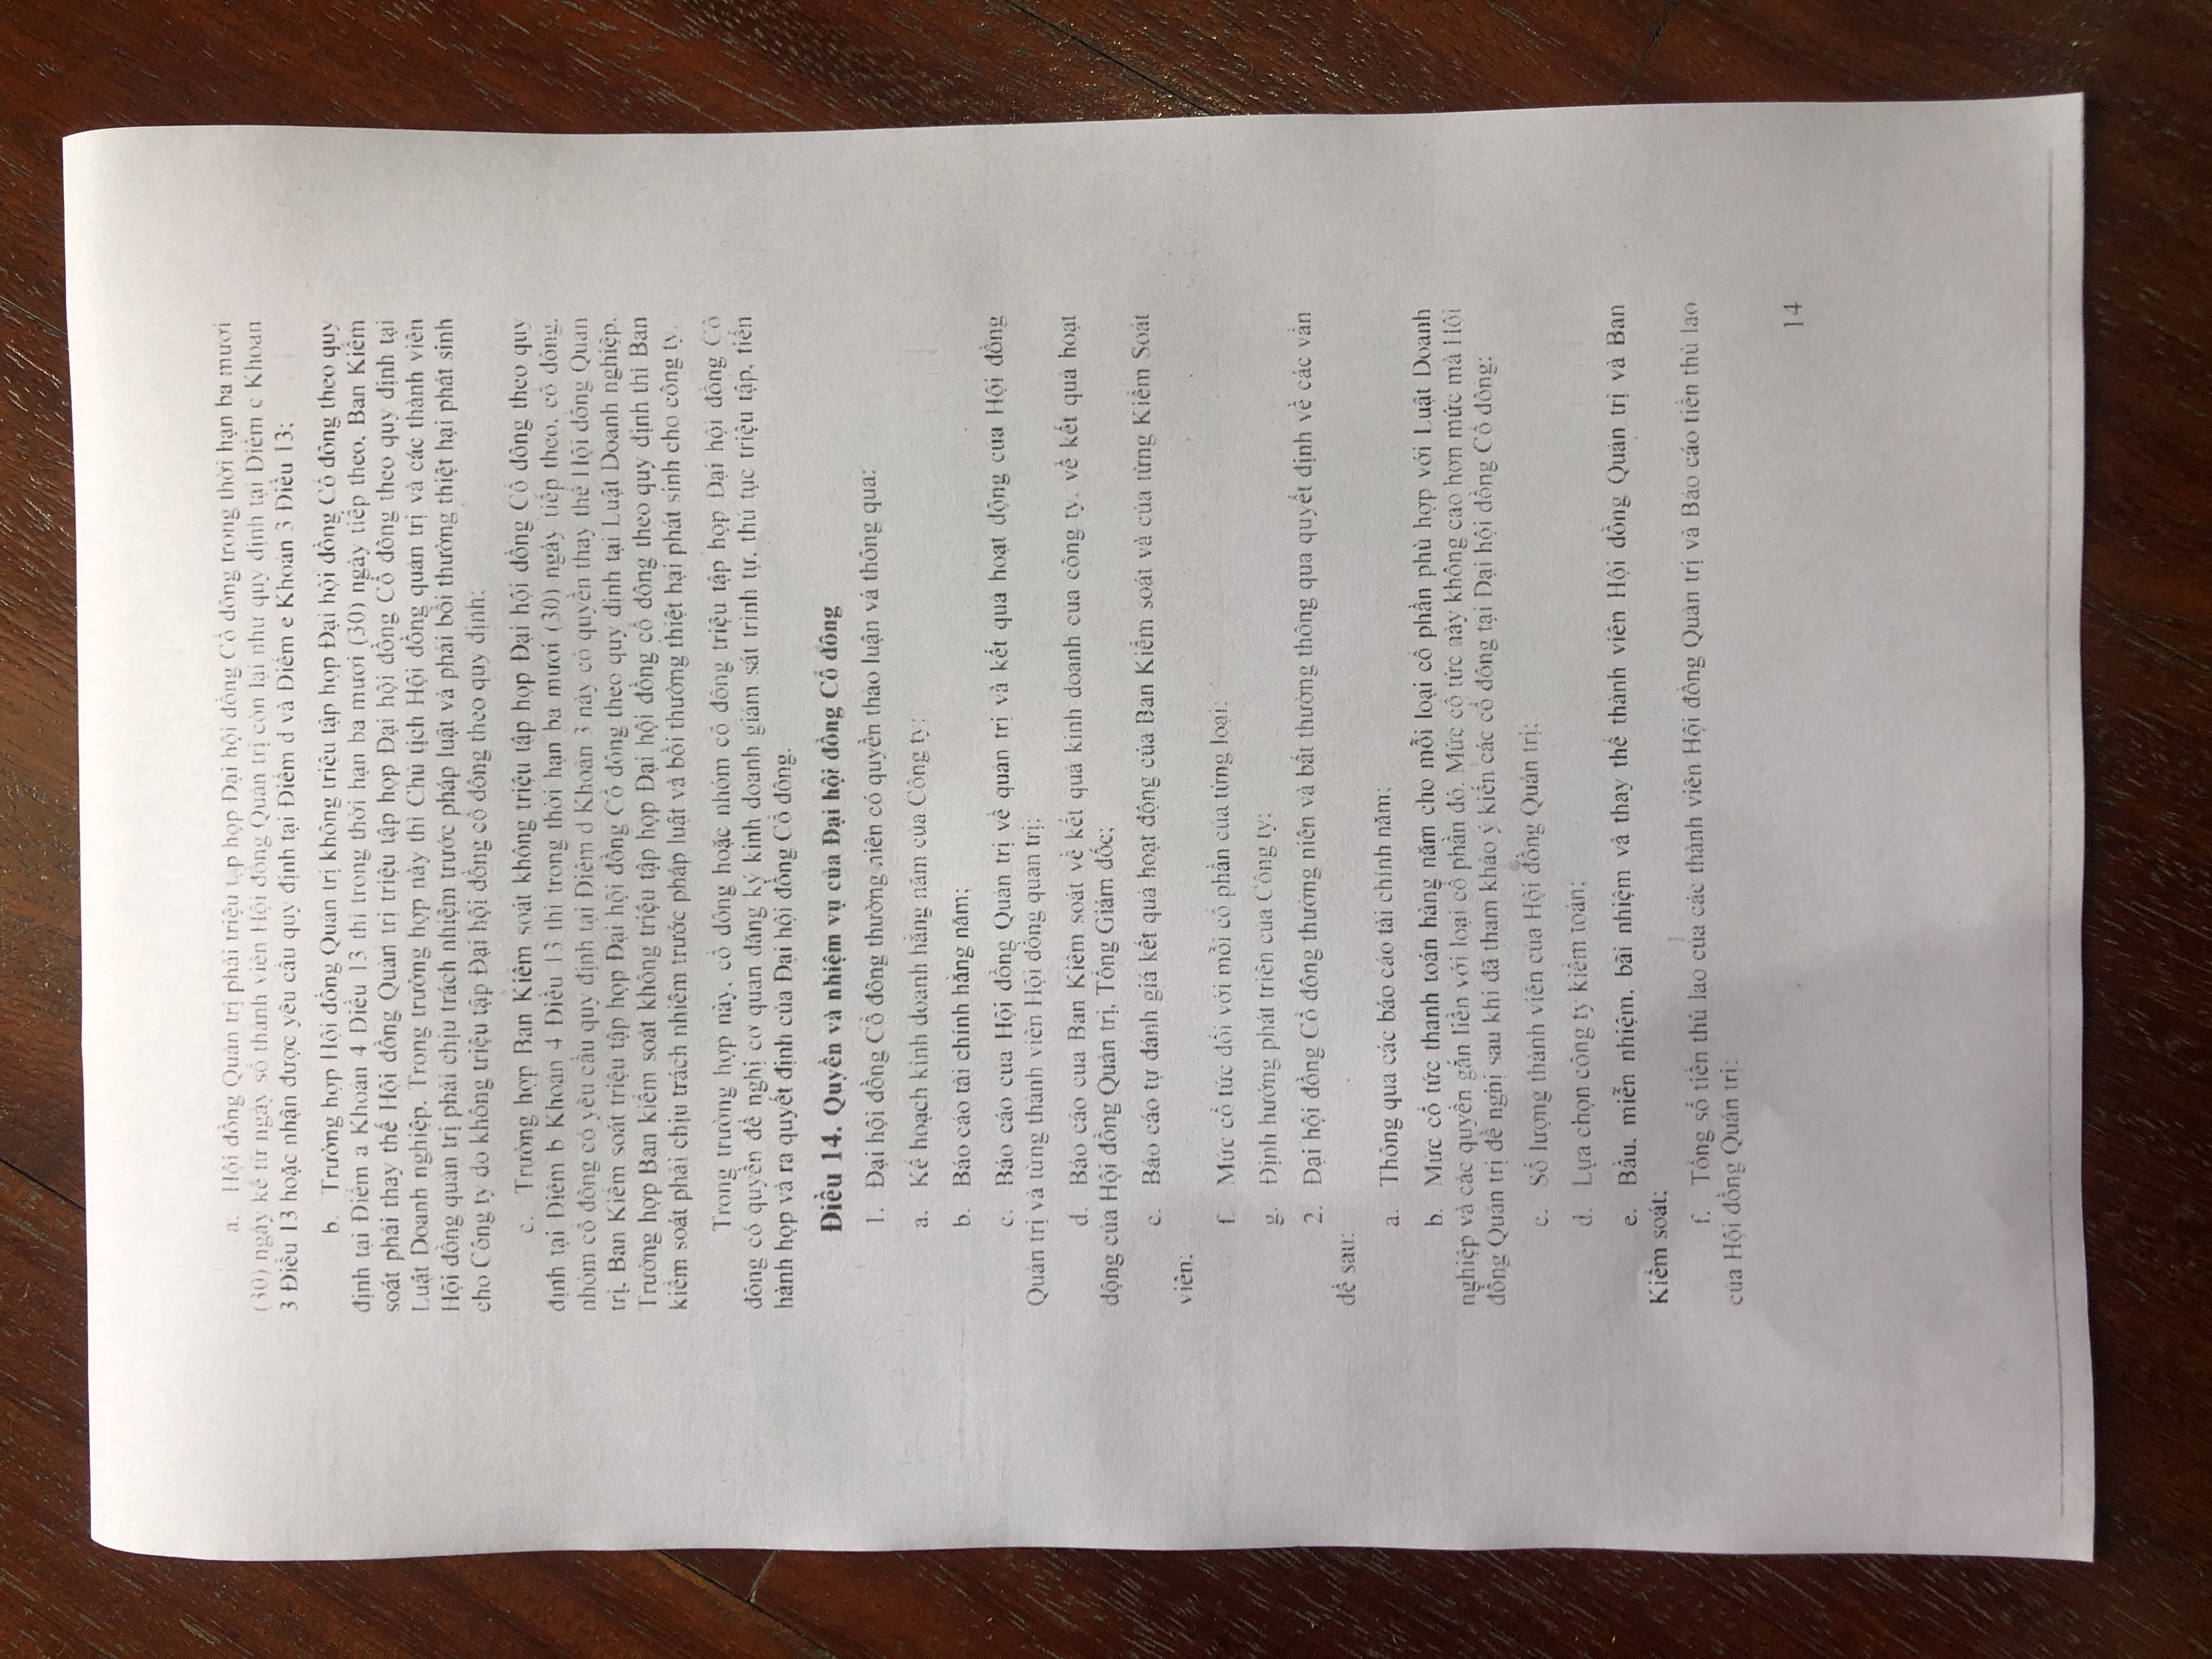 a. Hội đồng Quản trị phải triệu tập họp Đại hội đồng Cổ đông trong thời hạn ba mươi
(30) ngày kể từ ngày số thành viên Hội đồng Quản trị còn lại như quy định tại Điểm c Khoản
3 Điều 13 hoặc nhận được yêu cầu quy định tại Điểm d và Điểm e Khoản 3 Điều 13;
b. Trường hợp Hội đồng Quản trị không triệu tập họp Đại hội đồng Cổ đông theo quy
định tại Điểm a Khoản 4 Điều 13 thì trong thời hạn ba mươi (30) ngày tiếp theo, Ban Kiểm
soát phải thay thế Hội đồng Quản trị triệu tập họp Đại hội đồng Cổ đông theo quy định tại
Luật Doanh nghiệp. Trong trường hợp này thì Chủ tịch Hội đồng quản trị và các thành viên
Hội đồng quản trị phải chịu trách nhiệm trước pháp luật và phải bồi thường thiệt hại phát sinh
cho Công ty do không triệu tập Đại hội đồng cổ đông theo quy định;
c. Trường hợp Ban Kiểm soát không triệu tập họp Đại hội đồng Cổ đông theo quy
định tại Điểm b Khoản 4 Điều 13 thì trong thời hạn ba mươi (30) ngày tiếp theo, cổ đông,
nhóm cổ đông có yêu cầu quy định tại Điểm d Khoản 3 này có quyền thay thế Hội đồng Quản
trị, Ban Kiểm soát triệu tập họp Đại hội đồng Cổ đông theo quy định tại Luật Doanh nghiệp.
Trường hợp Ban kiểm soát không triệu tập họp Đại hội đồng cổ đông theo quy định thì Ban
kiểm soát phải chịu trách nhiệm trước pháp luật và bồi thường thiệt hại phát sinh cho công ty.
Trong trường hợp này, cổ đông hoặc nhóm cổ đông triệu tập họp Đại hội đồng Cổ
đông có quyền đề nghị cơ quan đăng ký kinh doanh giám sát trình tự, thủ tục triệu tập, tiến
hành họp và ra quyết định của Đại hội đồng Cổ đông.
Điều 14. Quyền và nhiệm vụ của Đại hội đồng Cổ đông
1. Đại hội đồng Cổ đông thường niên có quyền thảo luận và thông qua:
a. Kế hoạch kinh doanh hằng năm của Công ty;
b. Báo cáo tài chính hằng năm;
c. Báo cáo của Hội đồng Quản trị về quản trị và kết quả hoạt động của Hội đồng
Quản trị và từng thành viên Hội đồng quản trị;
d. Báo cáo của Ban Kiểm soát về kết quả kinh doanh của công ty, về kết quả hoạt
động của Hội đồng Quản trị, Tổng Giám đốc;
e. Báo cáo tự đánh giá kết quả hoạt động của Ban Kiểm soát và của từng Kiểm Soát
viên;
f. Mức cổ tức đối với mỗi cổ phần của từng loại;
g. Định hướng phát triển của Công ty;
2. Đại hội đồng Cổ đông thường niên và bất thường thông qua quyết định về các vấn
đề sau:
a. Thông qua các báo cáo tài chính năm;
b. Mức cổ tức thanh toán hàng năm cho mỗi loại cổ phần phù hợp với Luật Doanh
nghiệp và các quyền gắn liền với loại cổ phần đó. Mức cổ tức này không cao hơn mức mà Hội
đồng Quản trị đề nghị sau khi đã tham khảo ý kiến các cổ đông tại Đại hội đồng Cổ đông;
c. Số lượng thành viên của Hội đồng Quản trị;
d. Lựa chọn công ty kiểm toán;
e. Bầu, miễn nhiệm, bãi nhiệm và thay thế thành viên Hội đồng Quản trị và Ban
Kiểm soát;
f. Tổng số tiền thù lao của các thành viên Hội đồng Quản trị và Báo cáo tiền thù lao
của Hội đồng Quản trị;
14